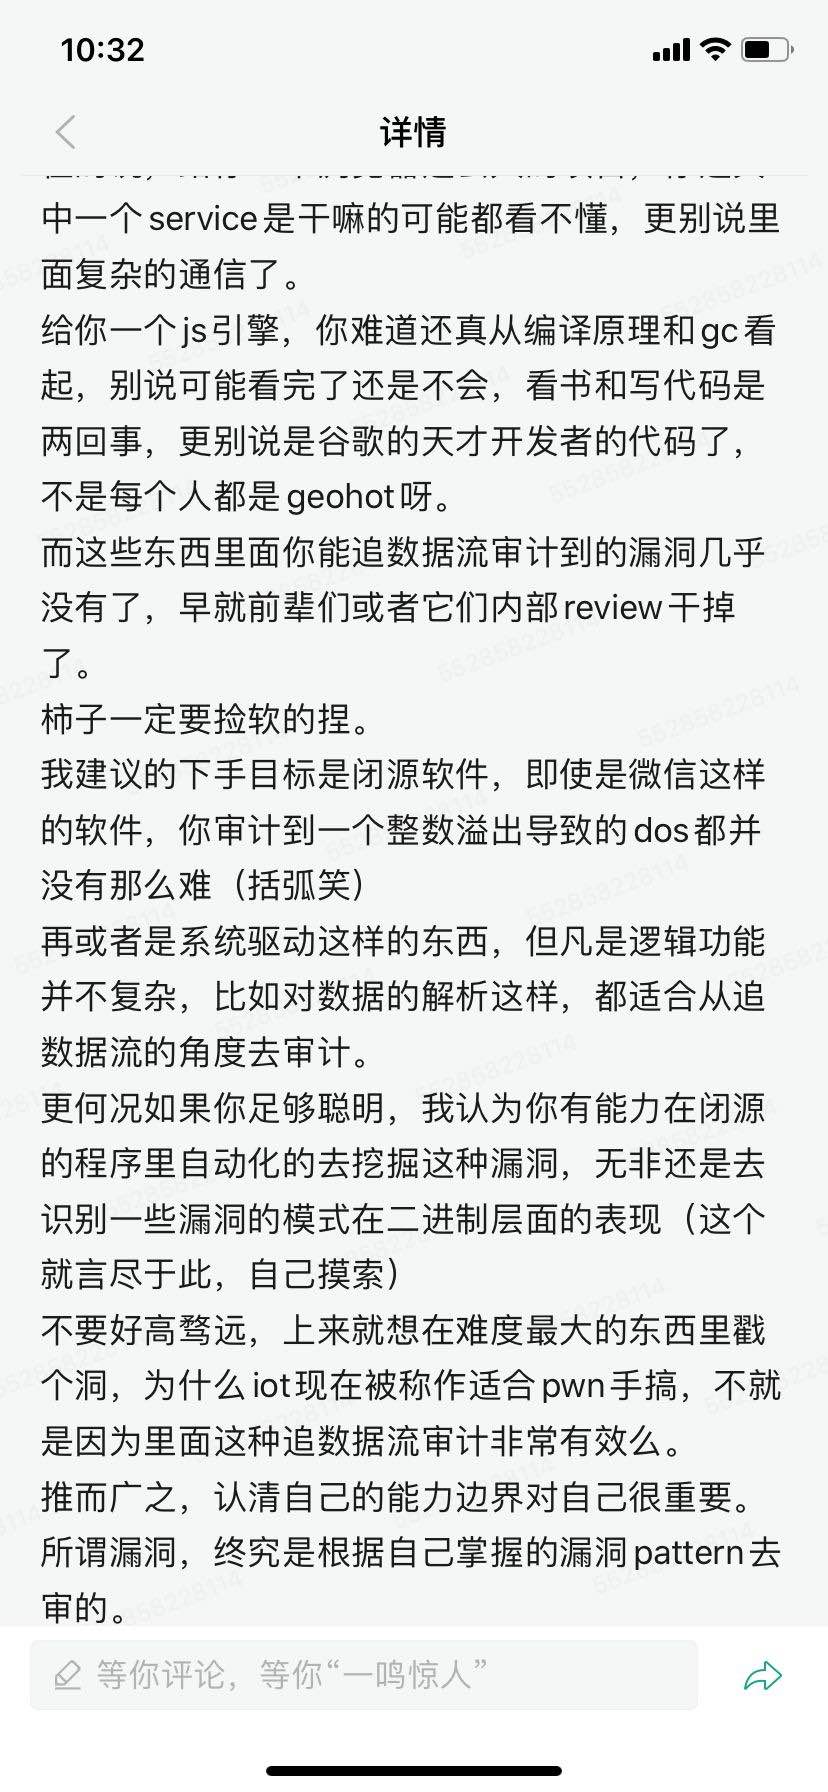 10:32
详情
中一个service是干嘛的可能都看不懂，更别说里
面复杂的通信了。
给你一个js引擎，你难道还真从编译原理和gc看
起，别说可能看完了还是不会，看书和写代码是
两回事，更别说是谷歌的天才开发者的代码了，
不是每个人都是geohot呀。
而这些东西里面你能追数据流审计到的漏洞几乎
没有了，早就前辈们或者它们内部review干掉
了。
柿子一定要捡软的捏。
我建议的下手目标是闭源软件，即使是微信这样
的软件，你审计到一个整数溢出导致的dos都并
没有那么难（括弧笑）
再或者是系统驱动这样的东西，但凡是逻辑功能
并不复杂，比如对数据的解析这样，都适合从追
数据流的角度去审计。
更何况如果你足够聪明，我认为你有能力在闭源
的程序里自动化的去挖掘这种漏洞，无非还是去
识别一些漏洞的模式在二进制层面的表现（这个
就言尽于此，自己摸索）
不要好高骛远，上来就想在难度最大的东西里戳
个洞，为什么iot现在被称作适合pwn手搞，不就
是因为里面这种追数据流审计非常有效么。
推而广之，认清自己的能力边界对自己很重要。
所谓漏洞，终究是根据自己掌握的漏洞pattern去
审的。
等你评论，等你“一鸣惊人”
552858228114